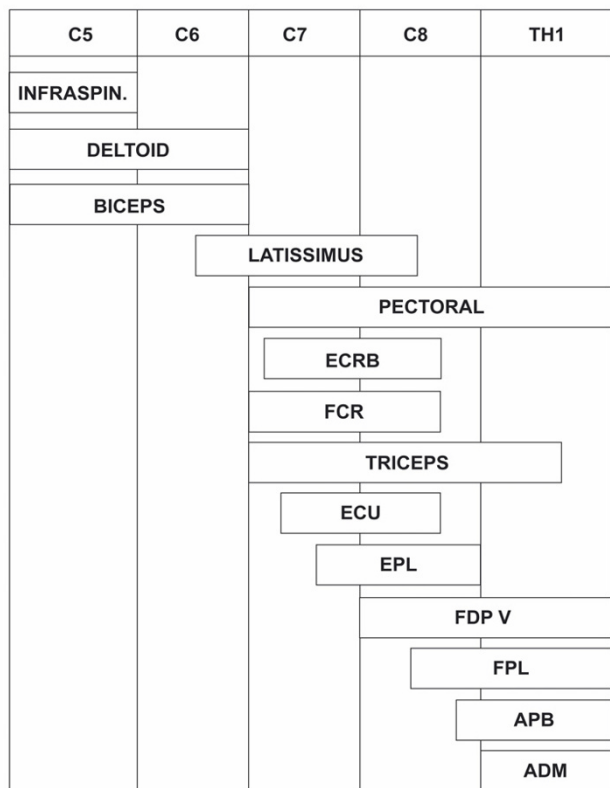 C5 C6 C7 C8 TH1
INFRASPIN.
DELTOID
BICEPS
LATISSIMUS
PECTORAL
ECRB
FCR
TRICEPS
ECU
EPL
FDP V
FPL
APB
ADM